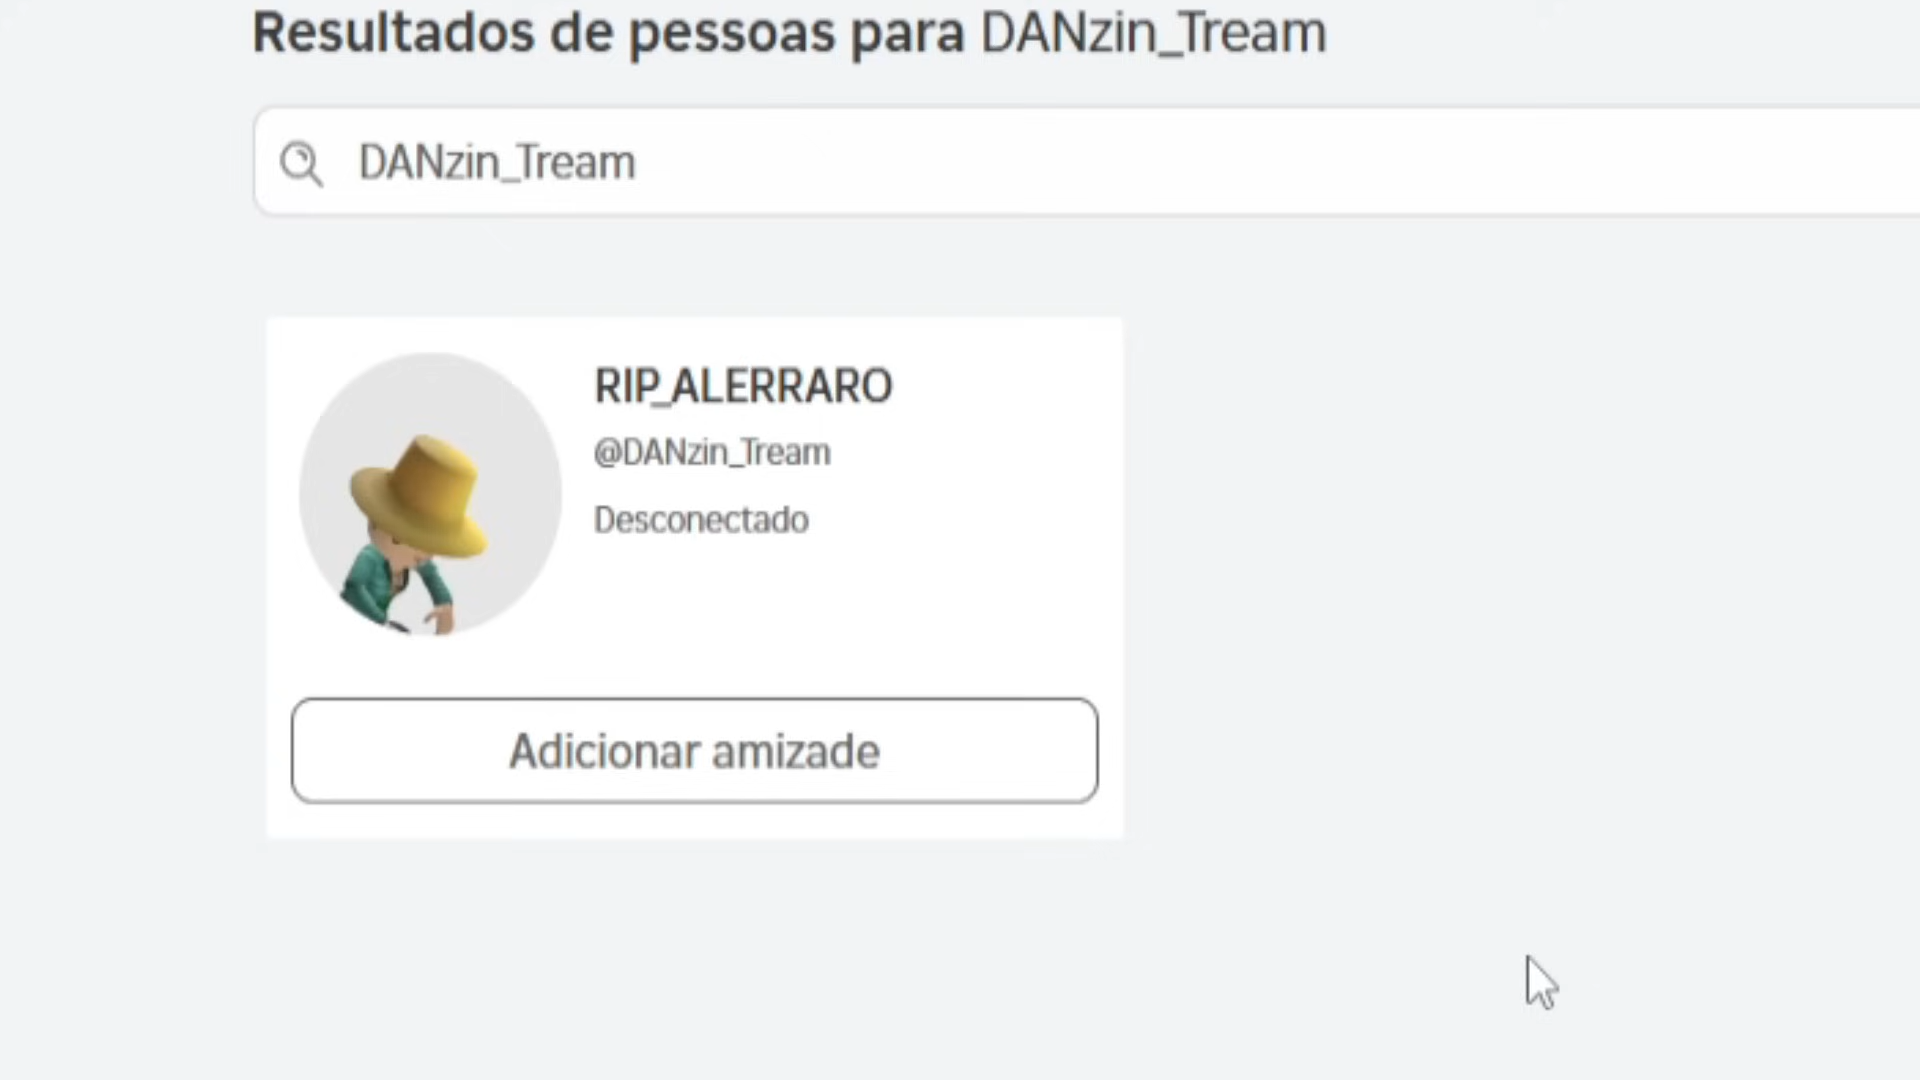 Resultados de pessoas para DANzin_Tream
DANzin_Tream
RIP_ALERRARO
@DANzin_Tream
Desconectado
Adicionar amizade